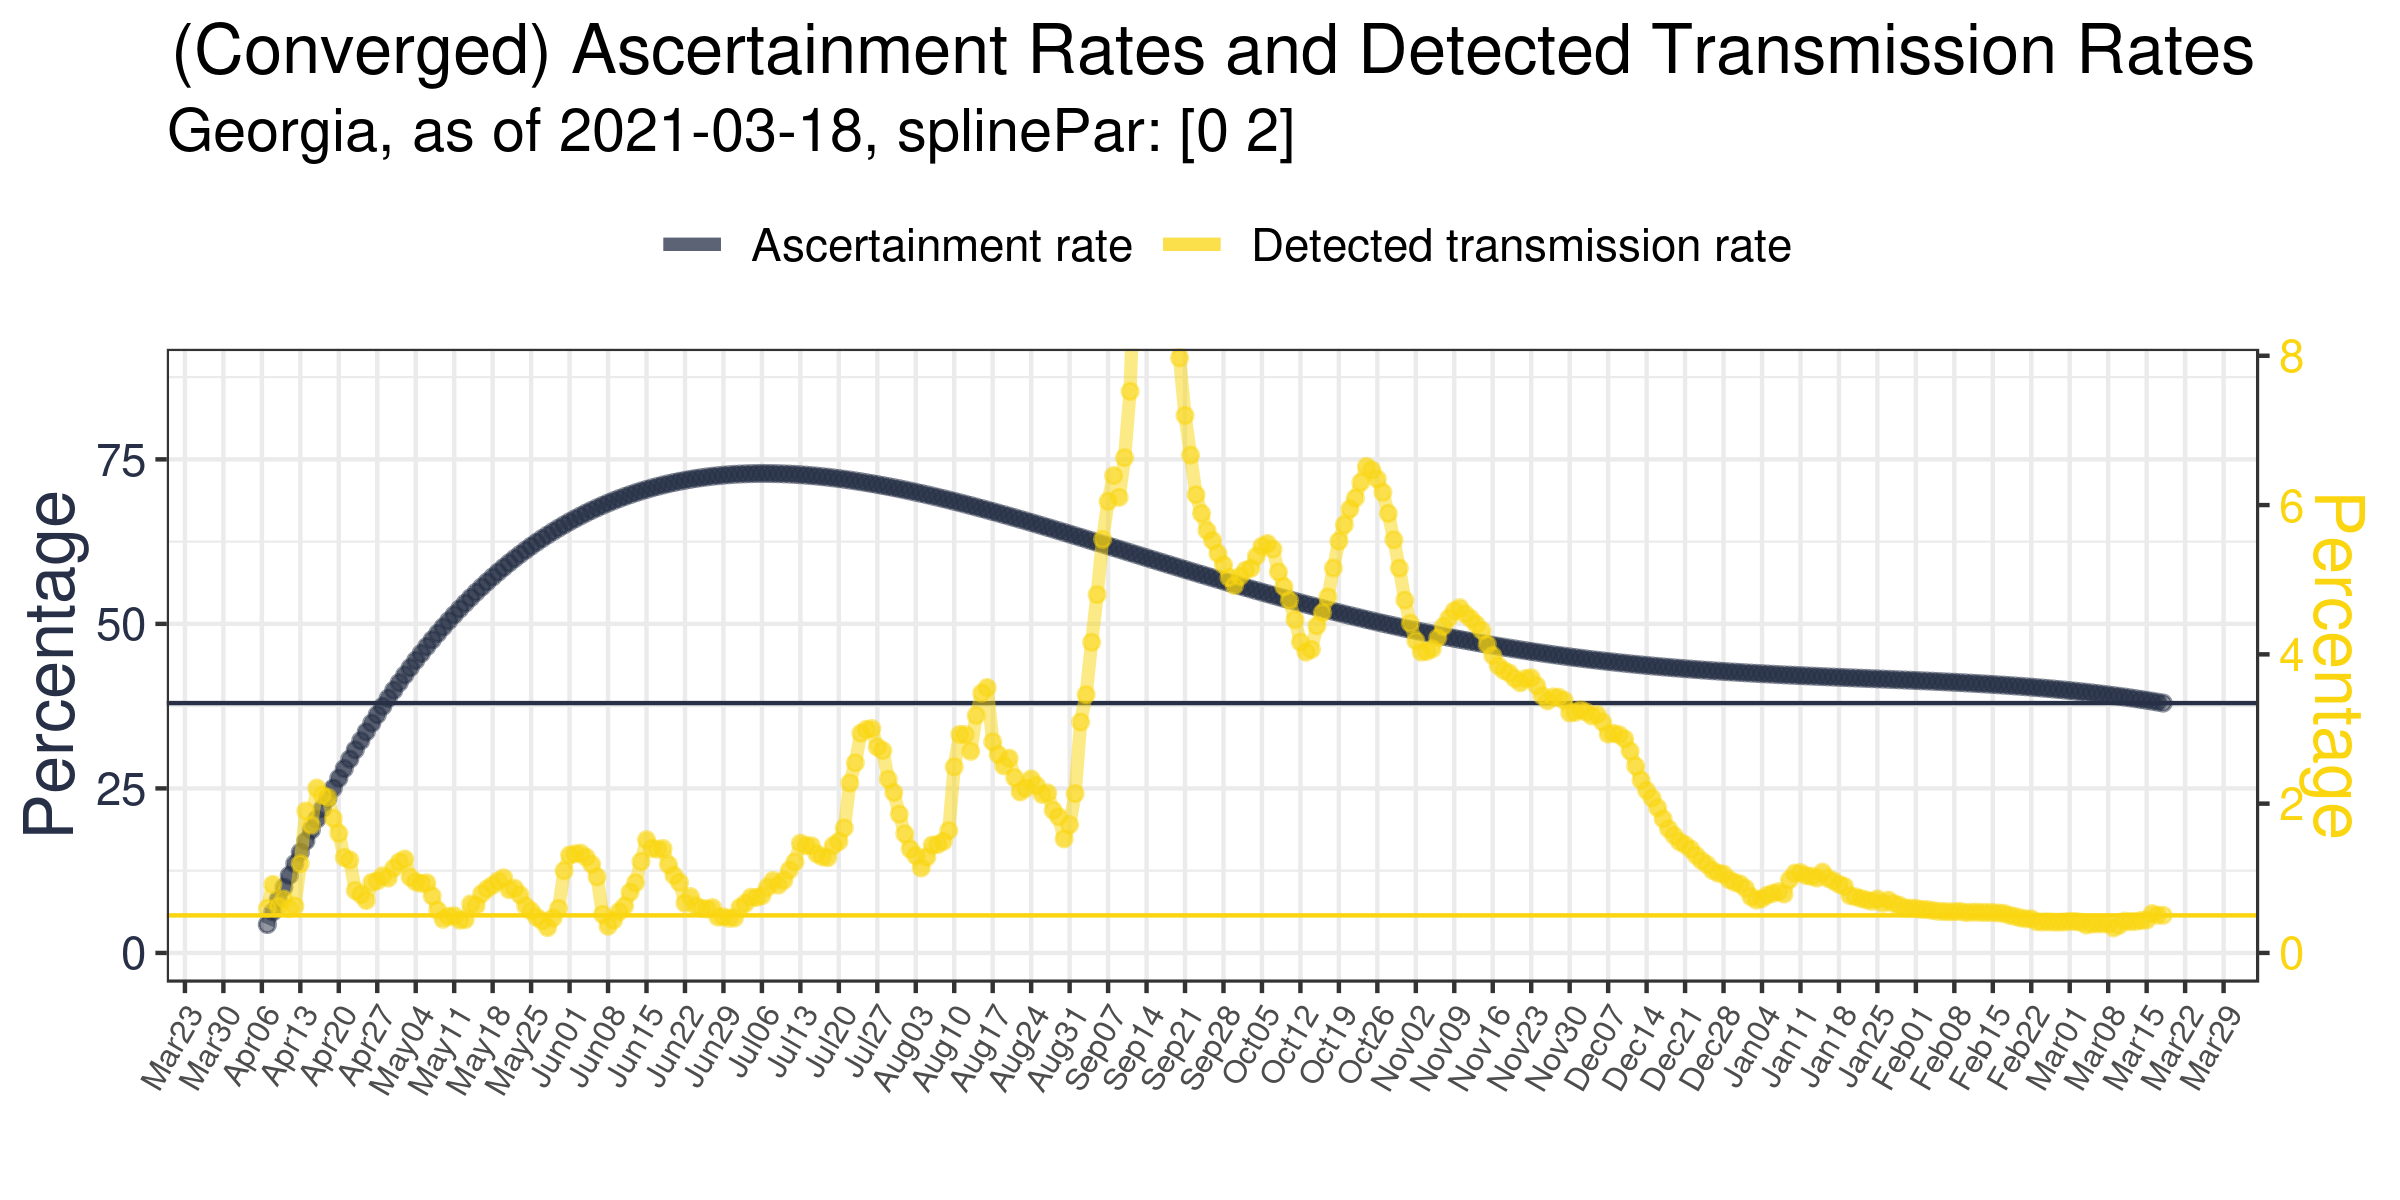 (Converged) Ascertainment Rates and Detected Transmission Rates
Georgia, as of 2021-03-18, splinePar: [0 2]
Ascertainment rate
Detected transmission rate
Percentage
75
50
25
0
8
6
4
2
0
Percentage
Mar23
Mar30
Apr06
Apr13
Apr20
Apr27
May04
May11
May18
May25
Jun01
Jun08
Jun15
Jun22
Jun29
Jul06
Jul13
Jul20
Jul27
Aug03
Aug10
Aug17
Aug24
Aug31
Sep07
Sep14
Sep21
Sep28
Oct05
Oct12
Oct19
Oct26
Nov02
Nov09
Nov16
Nov23
Nov30
Dec07
Dec14
Dec21
Dec28
Jan04
Jan11
Jan18
Jan25
Feb01
Feb08
Feb15
Feb22
Mar01
Mar08
Mar15
Mar22
Mar29